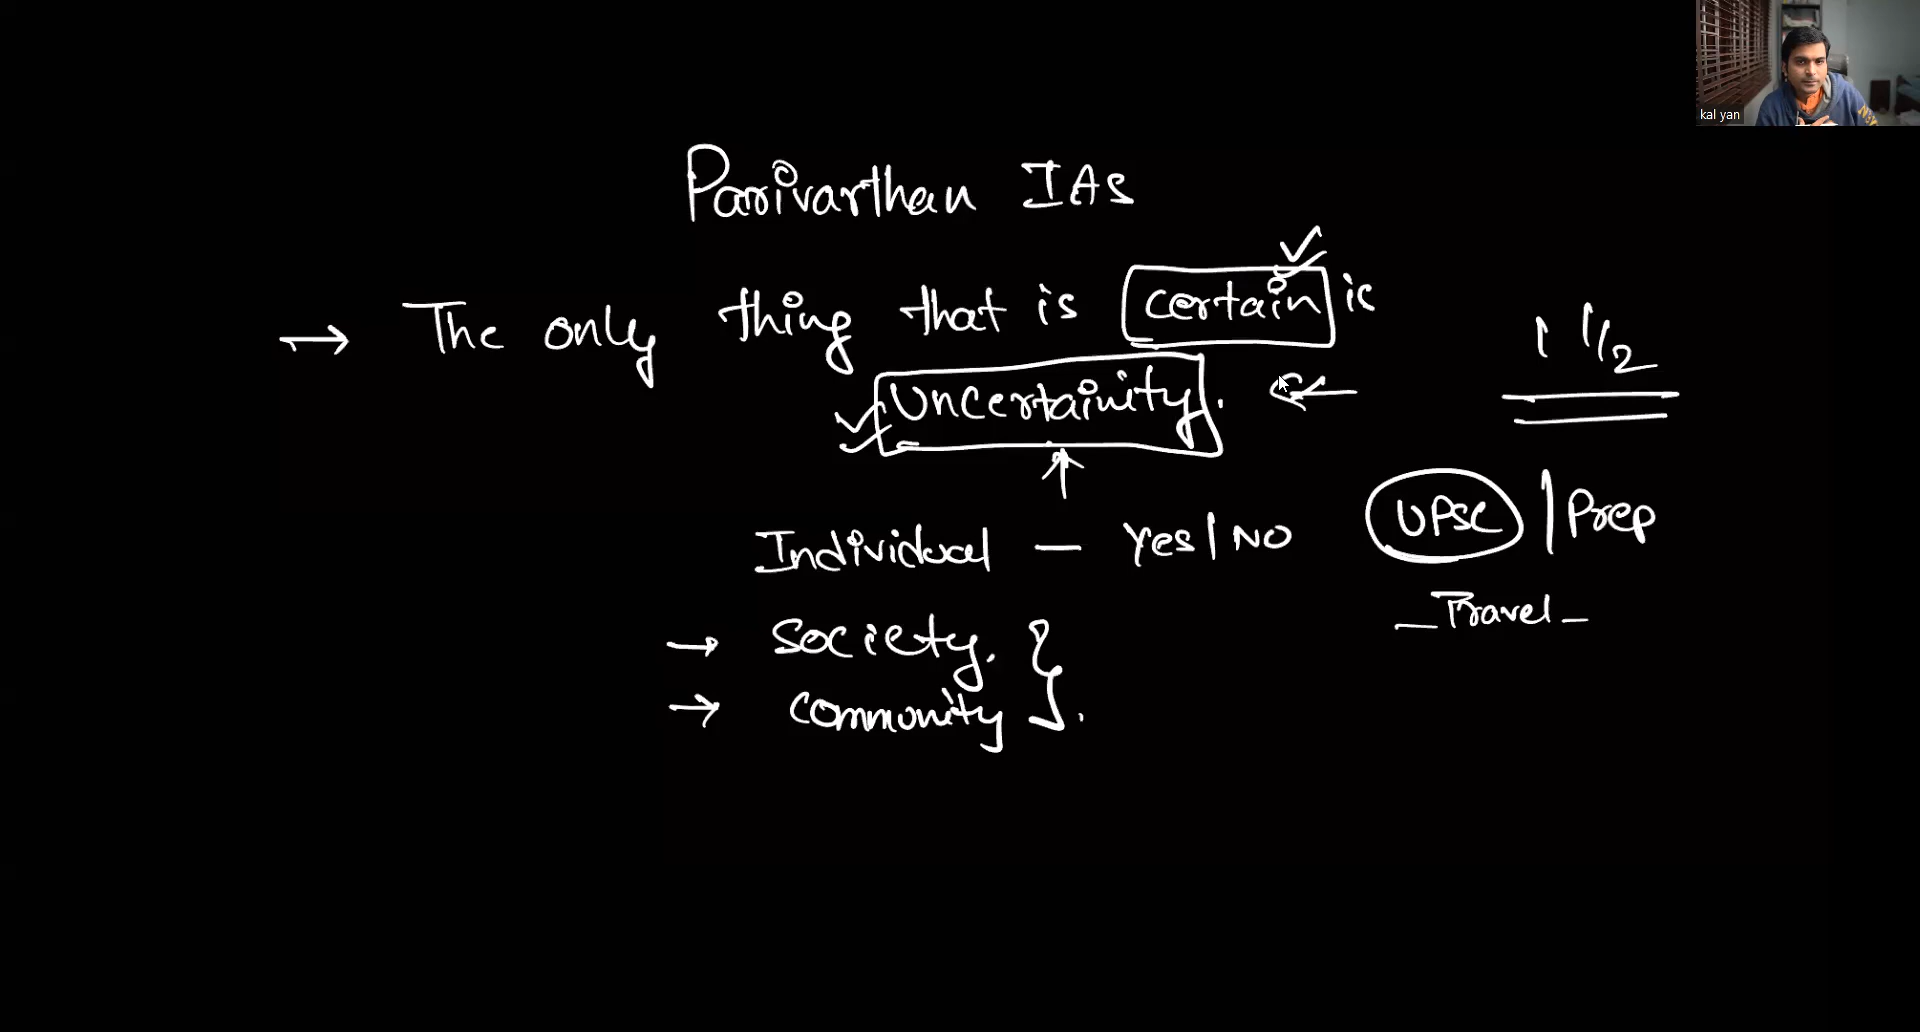 kal yan
Parivarthan IAS
→ The only thing that is certain is
Uncertainity.
1 1/2
Individual — Yes/NO
UPSC | Prep
– Travel –
→ Society.
→ Community